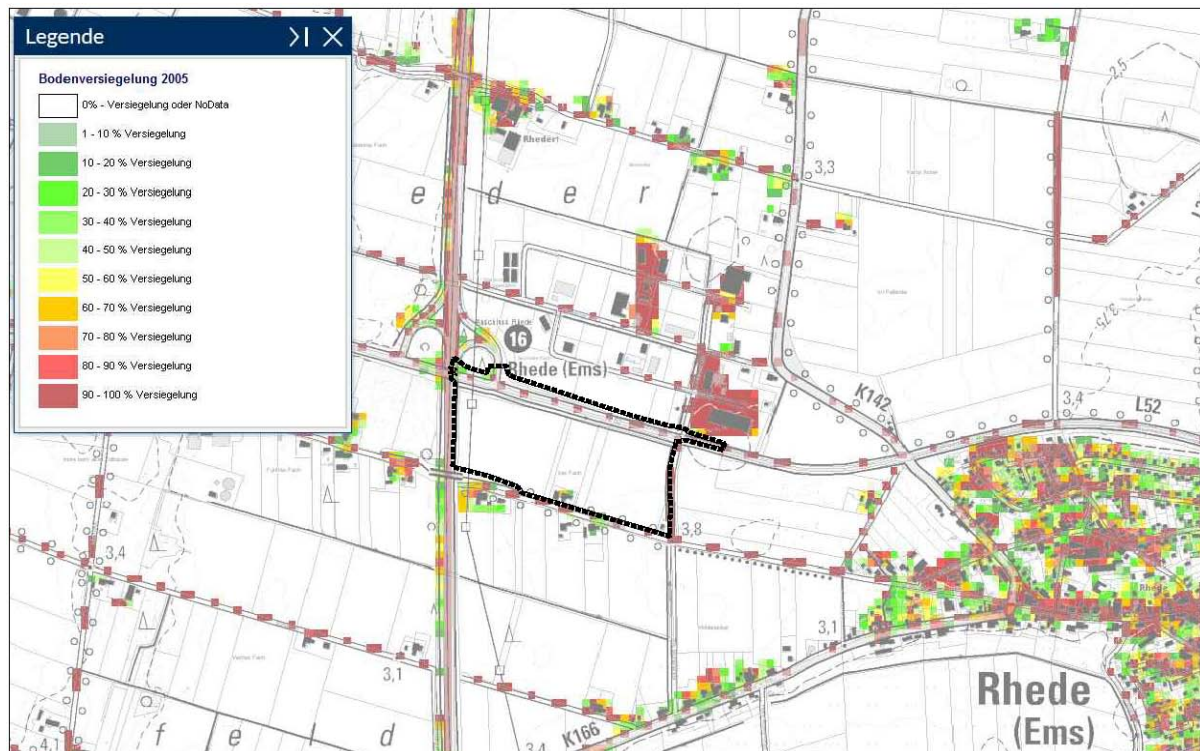 Legende
Bodenversiegelung 2005
0% - Versiegelung oder NoData
1 - 10 % Versiegelung
10 - 20 % Versiegelung
20 - 30 % Versiegelung
30 - 40 % Versiegelung
40 - 50 % Versiegelung
50 - 60 % Versiegelung
60 - 70 % Versiegelung
70 - 80 % Versiegelung
80 - 90 % Versiegelung
90 - 100 % Versiegelung
2,5
3,3
e d e r
3,75
16
Rhede (Ems)
K142
3,4
L52
3,8
3,4
3,1
3,1
Rhede
(Ems)
f e l d
K166
3,4
4,1